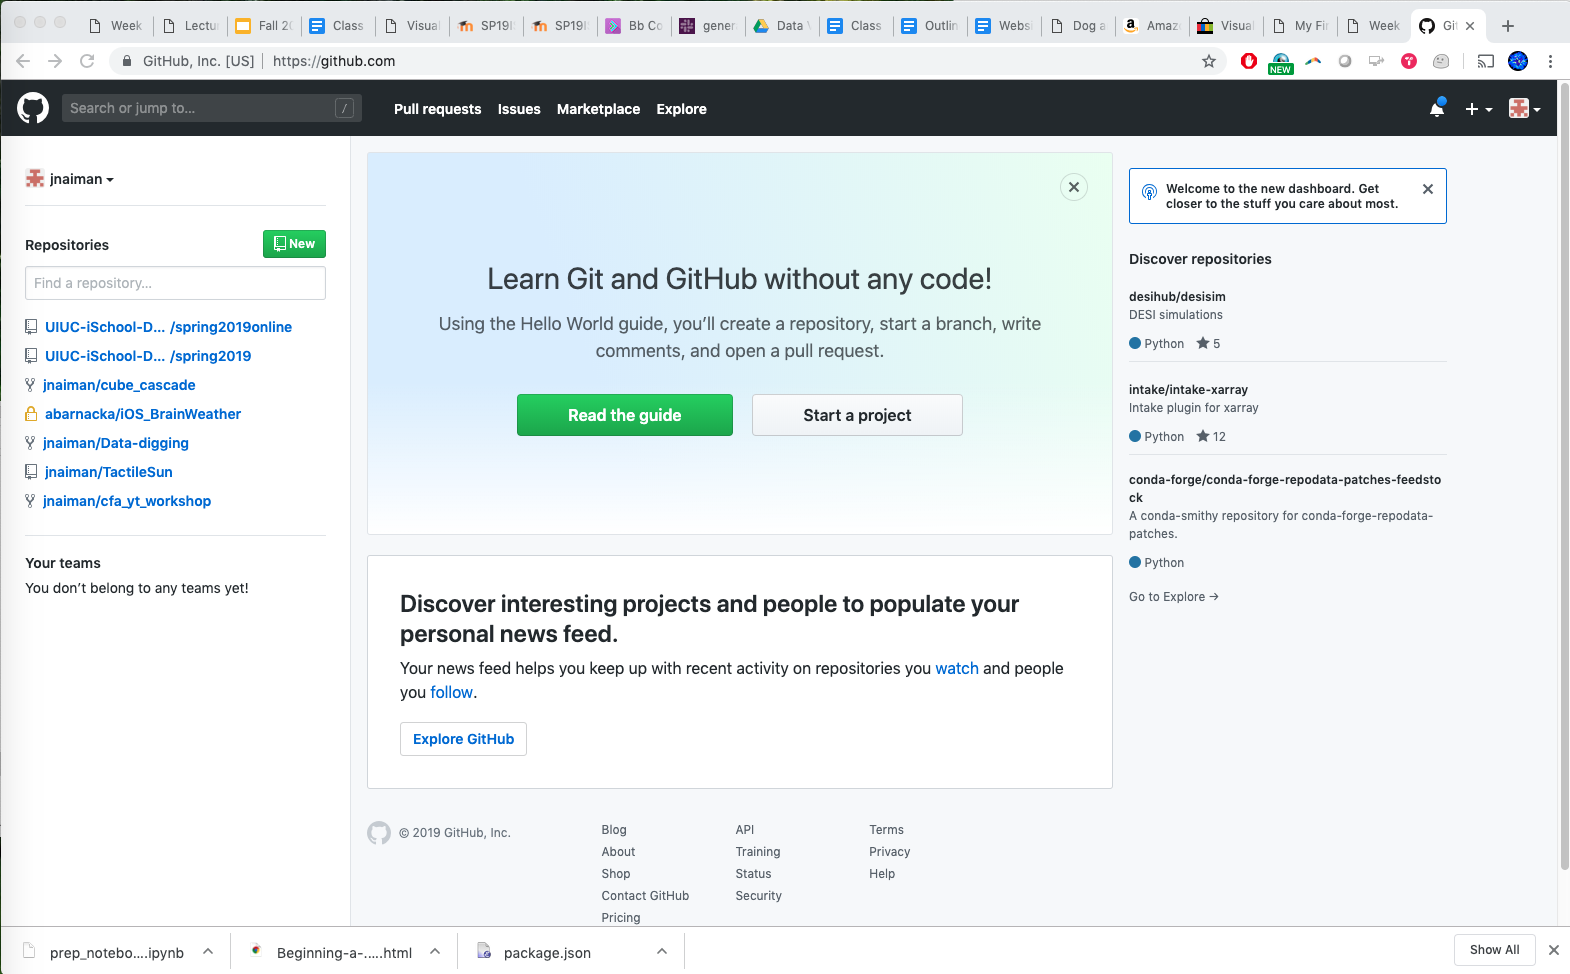 Week
Lectu
Fall 20
Class
Visual
SP19I
SP19I
Bb Co
gener
Data V
Class
Outlin
Websi
Dog a
Amaz
Visual
My Fi
Week
Git
GitHub, Inc. [US]
https://github.com
NEW
Search or jump to...
/
Pull requests
Issues
Marketplace
Explore
jnaiman
Repositories
New
Find a repository...
UIUC-iSchool-D... /spring2019online
UIUC-iSchool-D... /spring2019
jnaiman/cube_cascade
abarnacka/iOS_BrainWeather
jnaiman/Data-digging
jnaiman/TactileSun
jnaiman/cfa_yt_workshop
Your teams
You don’t belong to any teams yet!
Learn Git and GitHub without any code!
Using the Hello World guide, you’ll create a repository, start a branch, write
comments, and open a pull request.
Read the guide
Start a project
Discover interesting projects and people to populate your
personal news feed.
Your news feed helps you keep up with recent activity on repositories you watch and people
you follow.
Explore GitHub
Welcome to the new dashboard. Get
closer to the stuff you care about most.
Discover repositories
desihub/desisim
DESI simulations
Python ★ 5
intake/intake-xarray
Intake plugin for xarray
Python ★ 12
conda-forge/conda-forge-repodata-patches-feedsto
ck
A conda-smithy repository for conda-forge-repodata-
patches.
Python
Go to Explore →
© 2019 GitHub, Inc.
Blog
About
Shop
Contact GitHub
Pricing
API
Training
Status
Security
Terms
Privacy
Help
prep_notebo....ipynb
Beginning-a-.....html
package.json
Show All